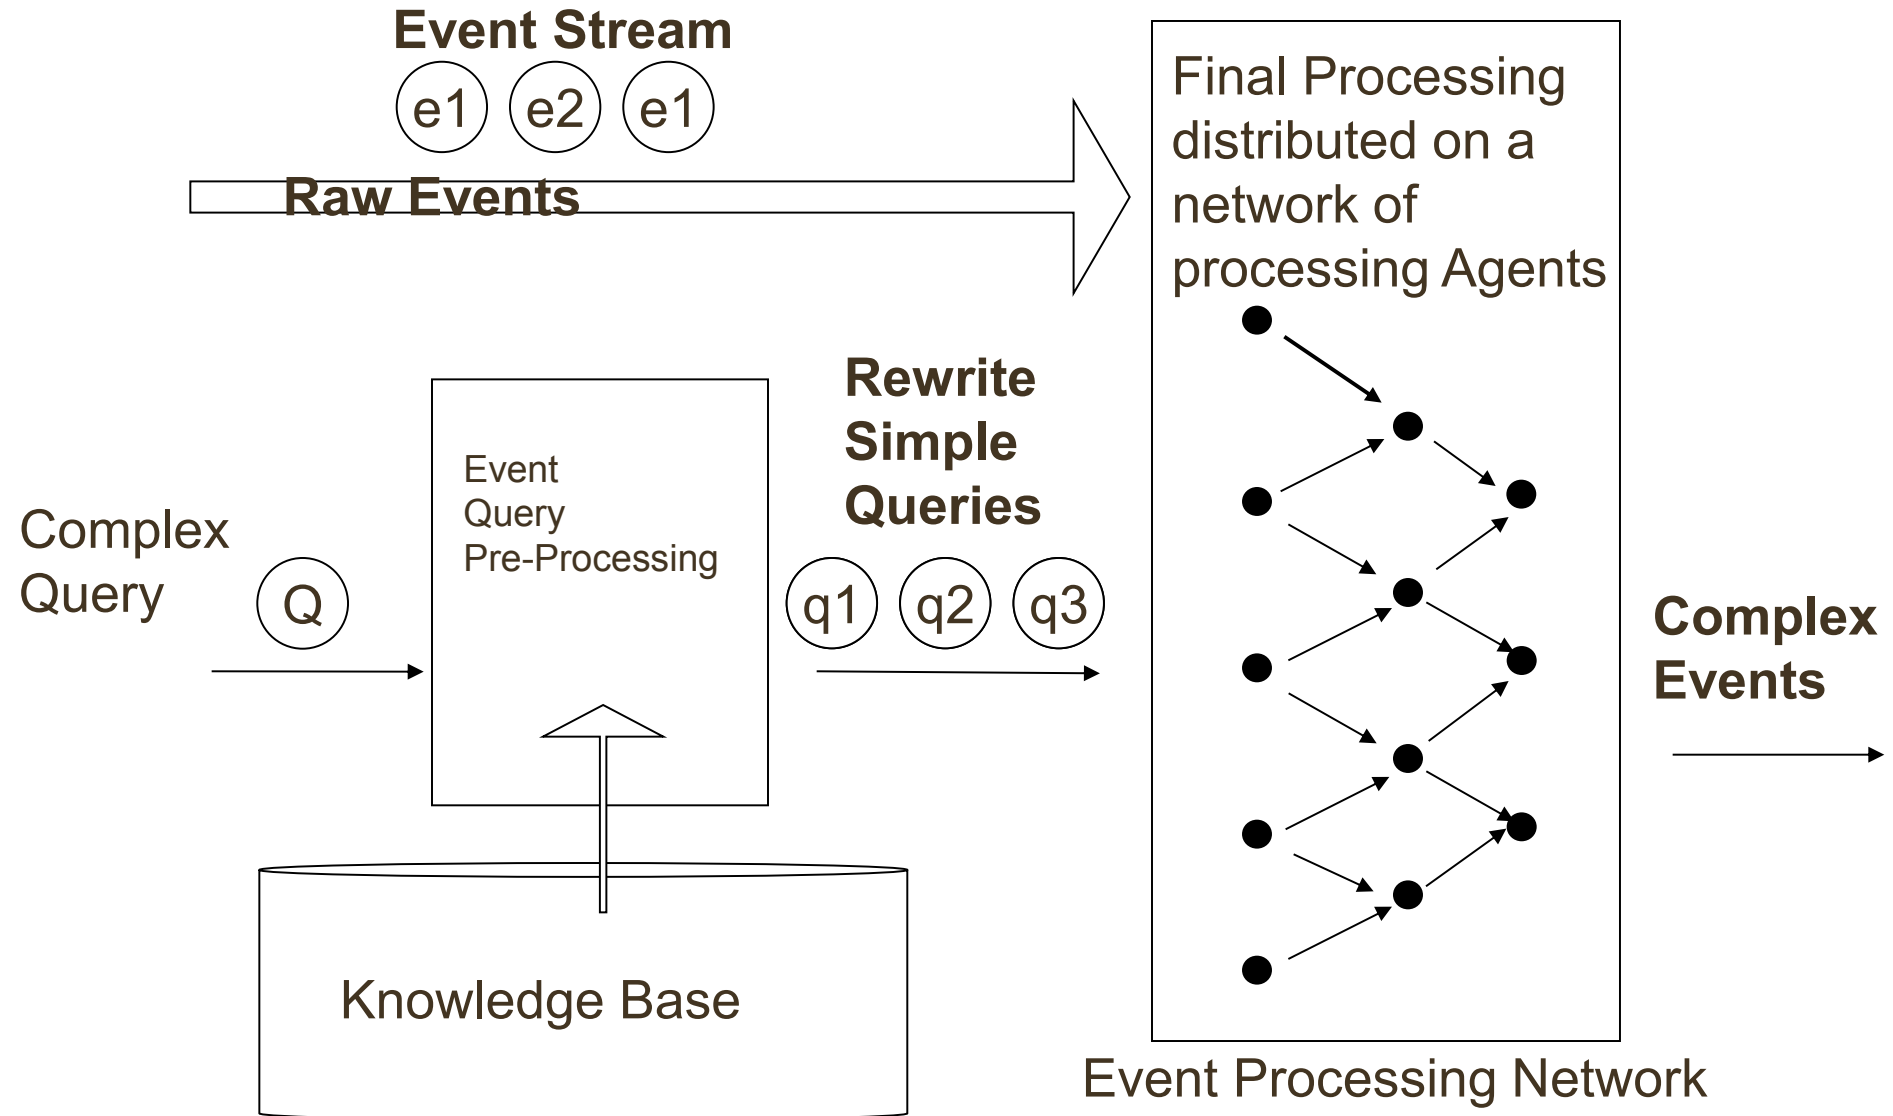 Event Stream
e1 e2 e1
Raw Events
Final Processing
distributed on a
network of
processing Agents
Complex
Query
Q
Event
Query
Pre-Processing
Rewrite
Simple
Queries
q1 q2 q3
Complex
Events
Knowledge Base
Event Processing Network